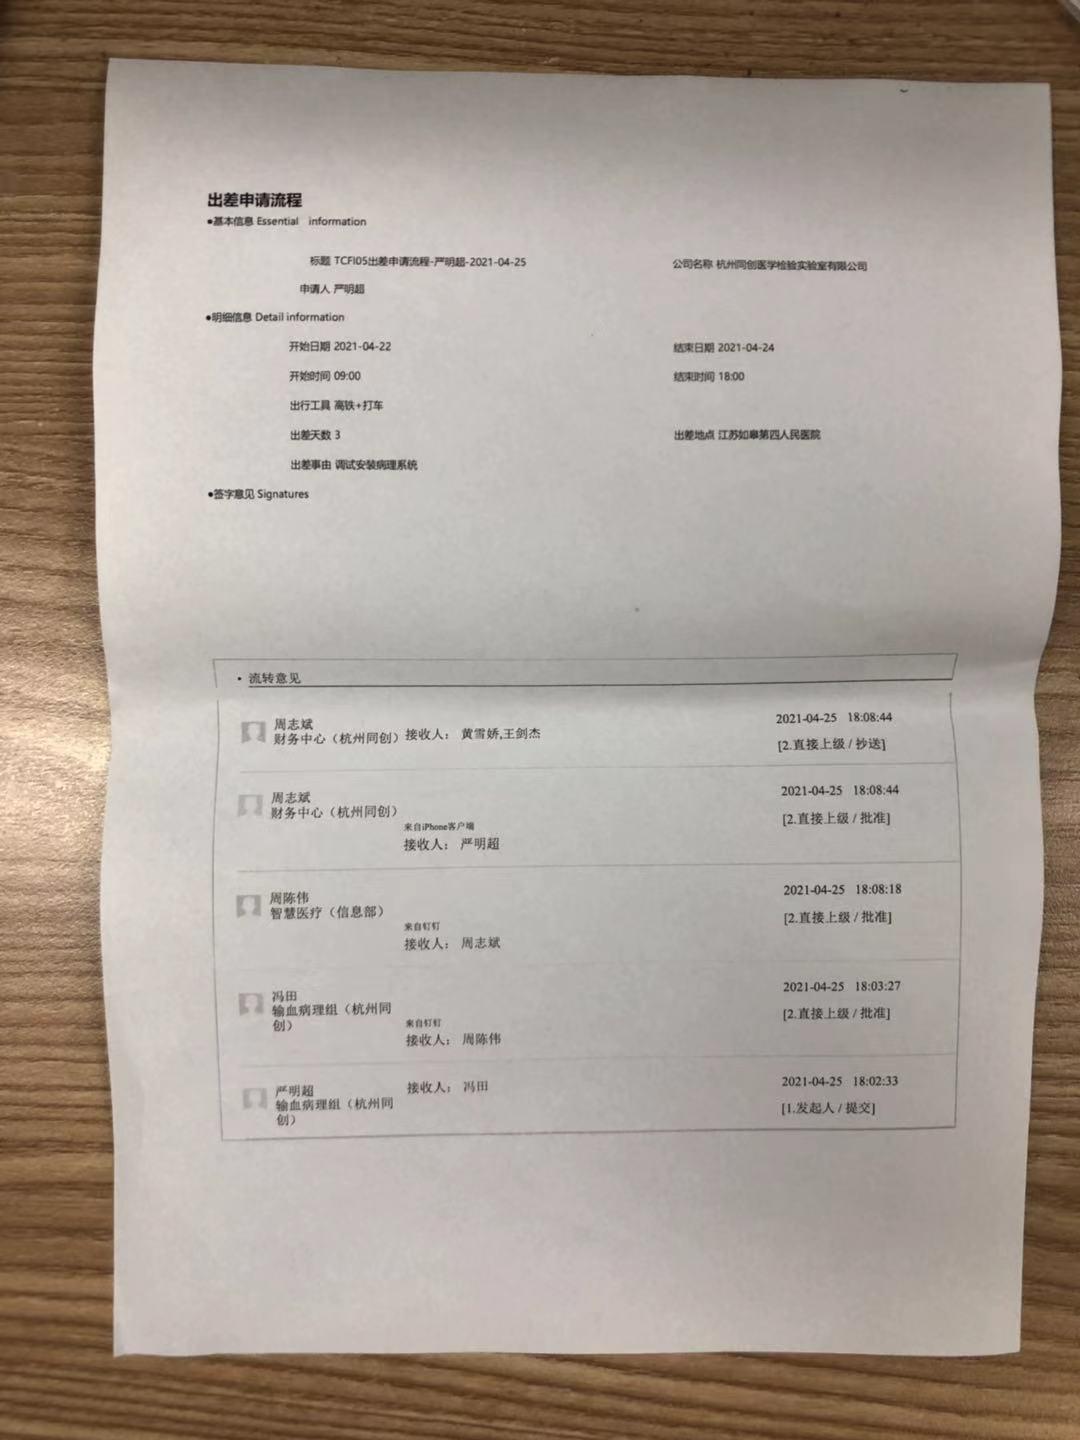 出差申请流程
●基本信息 Essential information
标题 TCFI05出差申请流程-严明超-2021-04-25 公司名称 杭州同创医学检验实验室有限公司
申请人 严明超
●明细信息 Detail information
开始日期 2021-04-22 结束日期 2021-04-24
开始时间 09:00 结束时间 18:00
出行工具 高铁+打车
出差天数 3 出差地点 江苏如皋第四人民医院
出差事由 调试安装病理系统
●签字意见 Signatures
• 流转意见
周志斌 2021-04-25 18:08:44
财务中心（杭州同创）接收人： 黄雪娇,王剑杰
[2.直接上级 / 抄送]
周志斌 2021-04-25 18:08:44
财务中心（杭州同创）
[2.直接上级 / 批准]
来自iPhone客户端
接收人： 严明超
周陈伟 2021-04-25 18:08:18
智慧医疗（信息部）
[2.直接上级 / 批准]
来自钉钉
接收人： 周志斌
冯田 2021-04-25 18:03:27
输血病理组（杭州同
创）
[2.直接上级 / 批准]
来自钉钉
接收人： 周陈伟
严明超 接收人： 冯田 2021-04-25 18:02:33
输血病理组（杭州同
创）
[1.发起人 / 提交]